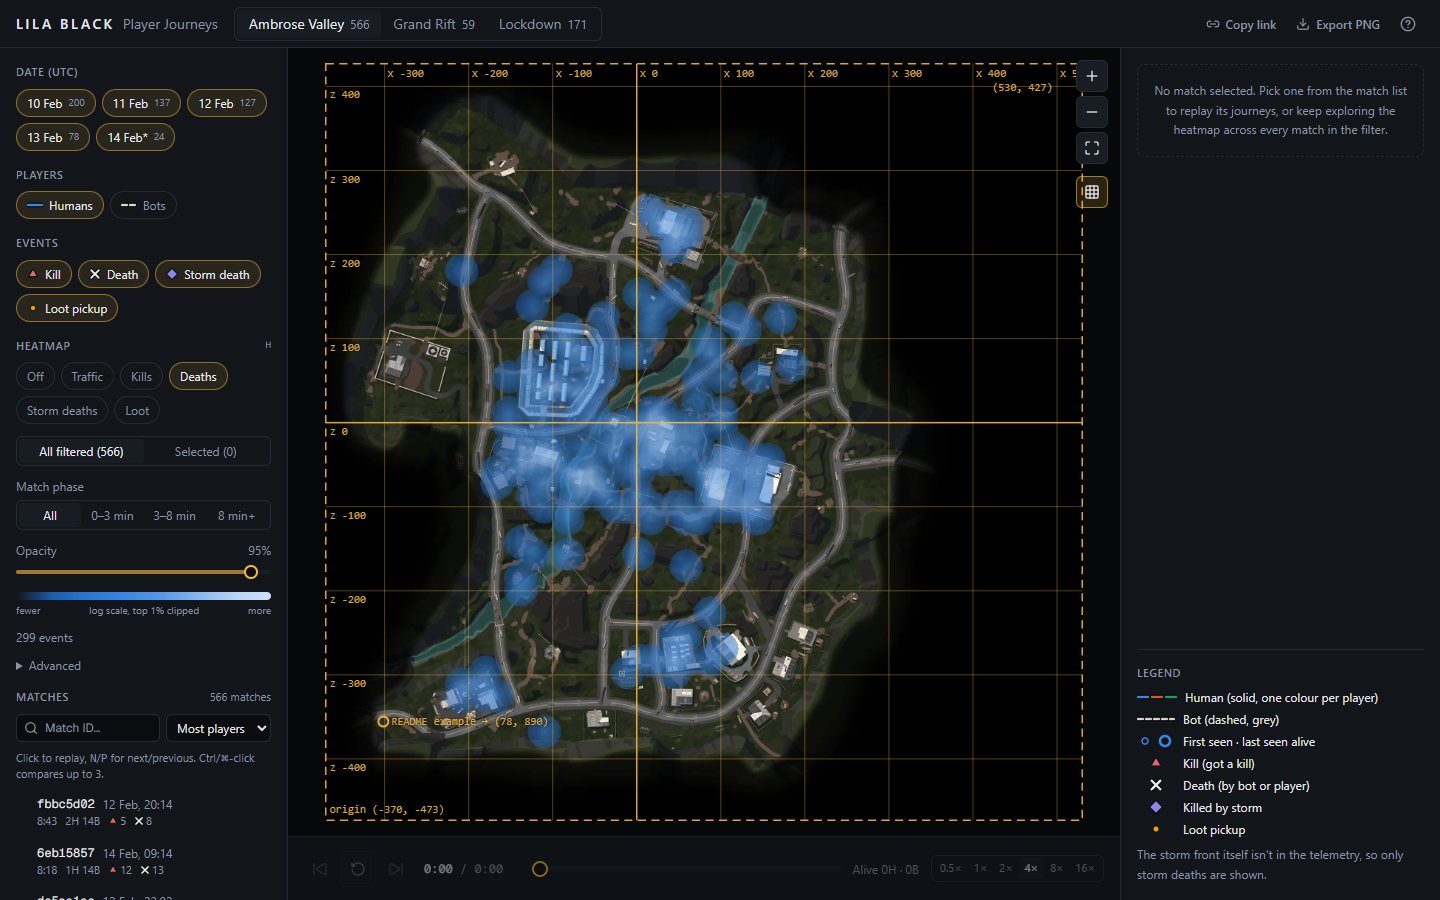 LILA BLACK Player Journeys
Ambrose Valley 566 Grand Rift 59 Lockdown 171
Copy link Export PNG
DATE (UTC)
10 Feb 200 11 Feb 137 12 Feb 127
13 Feb 78 14 Feb* 24
PLAYERS
Humans Bots
EVENTS
Kill Death Storm death
Loot pickup
HEATMAP H
Off Traffic Kills Deaths
Storm deaths Loot
All filtered (566) Selected (0)
Match phase
All 0–3 min 3–8 min 8 min+
Opacity 95%
fewer log scale, top 1% clipped more
299 events
Advanced
MATCHES 566 matches
Match ID... Most players
Click to replay, N/P for next/previous. Ctrl/⌘-click
compares up to 3.
fbbc5d02 12 Feb, 20:14
8:43 2H 14B 5 8
6eb15857 14 Feb, 09:14
8:18 1H 14B 12 13
x -300 x -200 x -100 x 0 x 100 x 200 x 300 x 400
(530, 427)
z 400
z 300
z 200
z 100
z 0
z -100
z -200
z -300
README example → (78, 890)
z -400
origin (-370, -473)
0:00 / 0:00 Alive 0H · 0B 0.5× 1× 2× 4× 8× 16×
No match selected. Pick one from the match list
to replay its journeys, or keep exploring the
heatmap across every match in the filter.
LEGEND
Human (solid, one colour per player)
Bot (dashed, grey)
First seen · last seen alive
Kill (got a kill)
Death (by bot or player)
Killed by storm
Loot pickup
The storm front itself isn't in the telemetry, so only
storm deaths are shown.